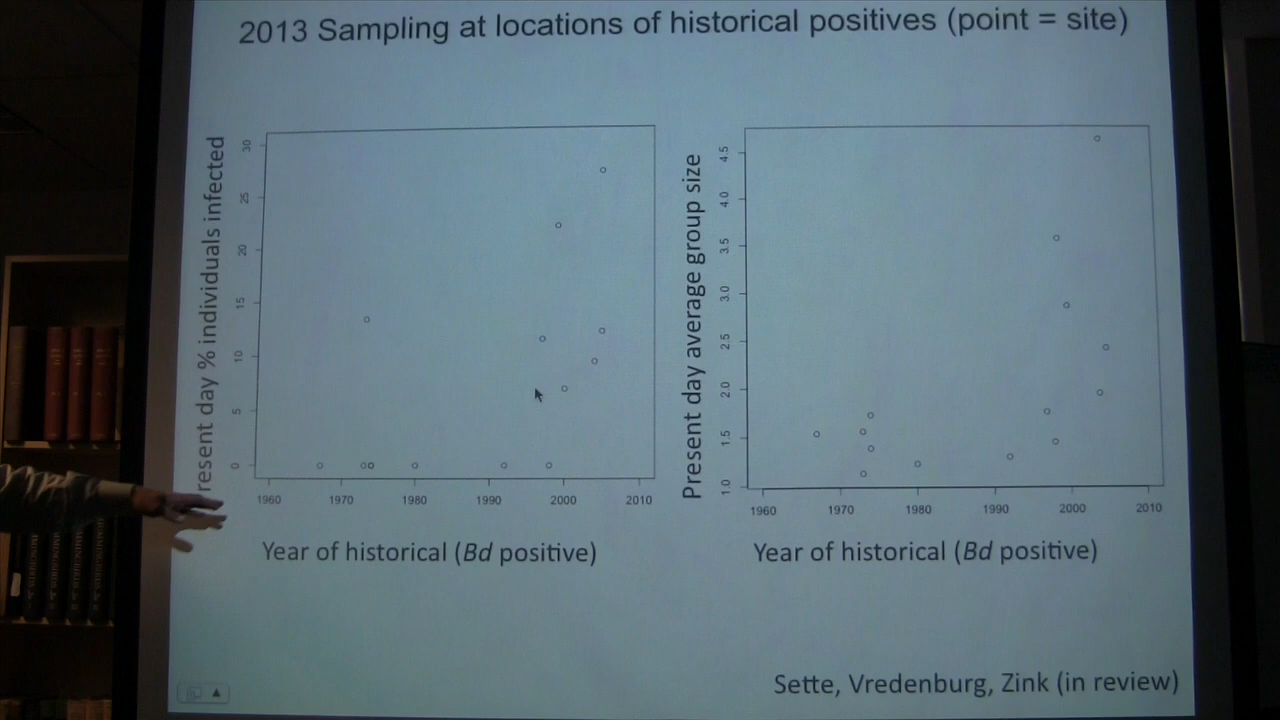 2013 Sampling at locations of historical positives (point = site)
resent day % individuals infected
30
25
20
15
10
5
0
1960 1970 1980 1990 2000 2010
Year of historical (Bd positive)
Present day average group size
4.5
4.0
3.5
3.0
2.5
2.0
1.5
1.0
1960 1970 1980 1990 2000 2010
Year of historical (Bd positive)
Sette, Vredenburg, Zink (in review)